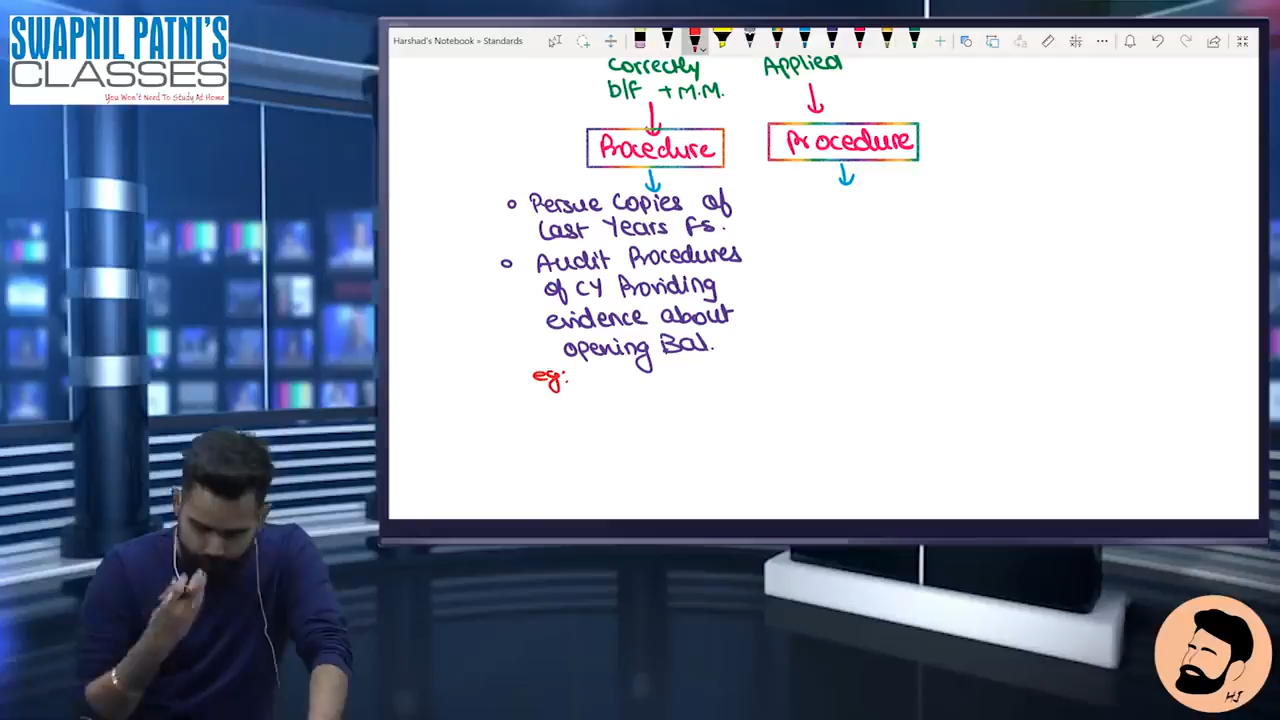 SWAPNIL PATNI'S
CLASSES
You Won't Need To Study At Home
Harshad's Notebook » Standards
Correctly
b/f + M.M.
Applied
Procedure
Procedure
Persue Copies of
Last Years Fs.
Audit Procedures
of CY Providing
evidence about
opening Bal.
eg:
HJ